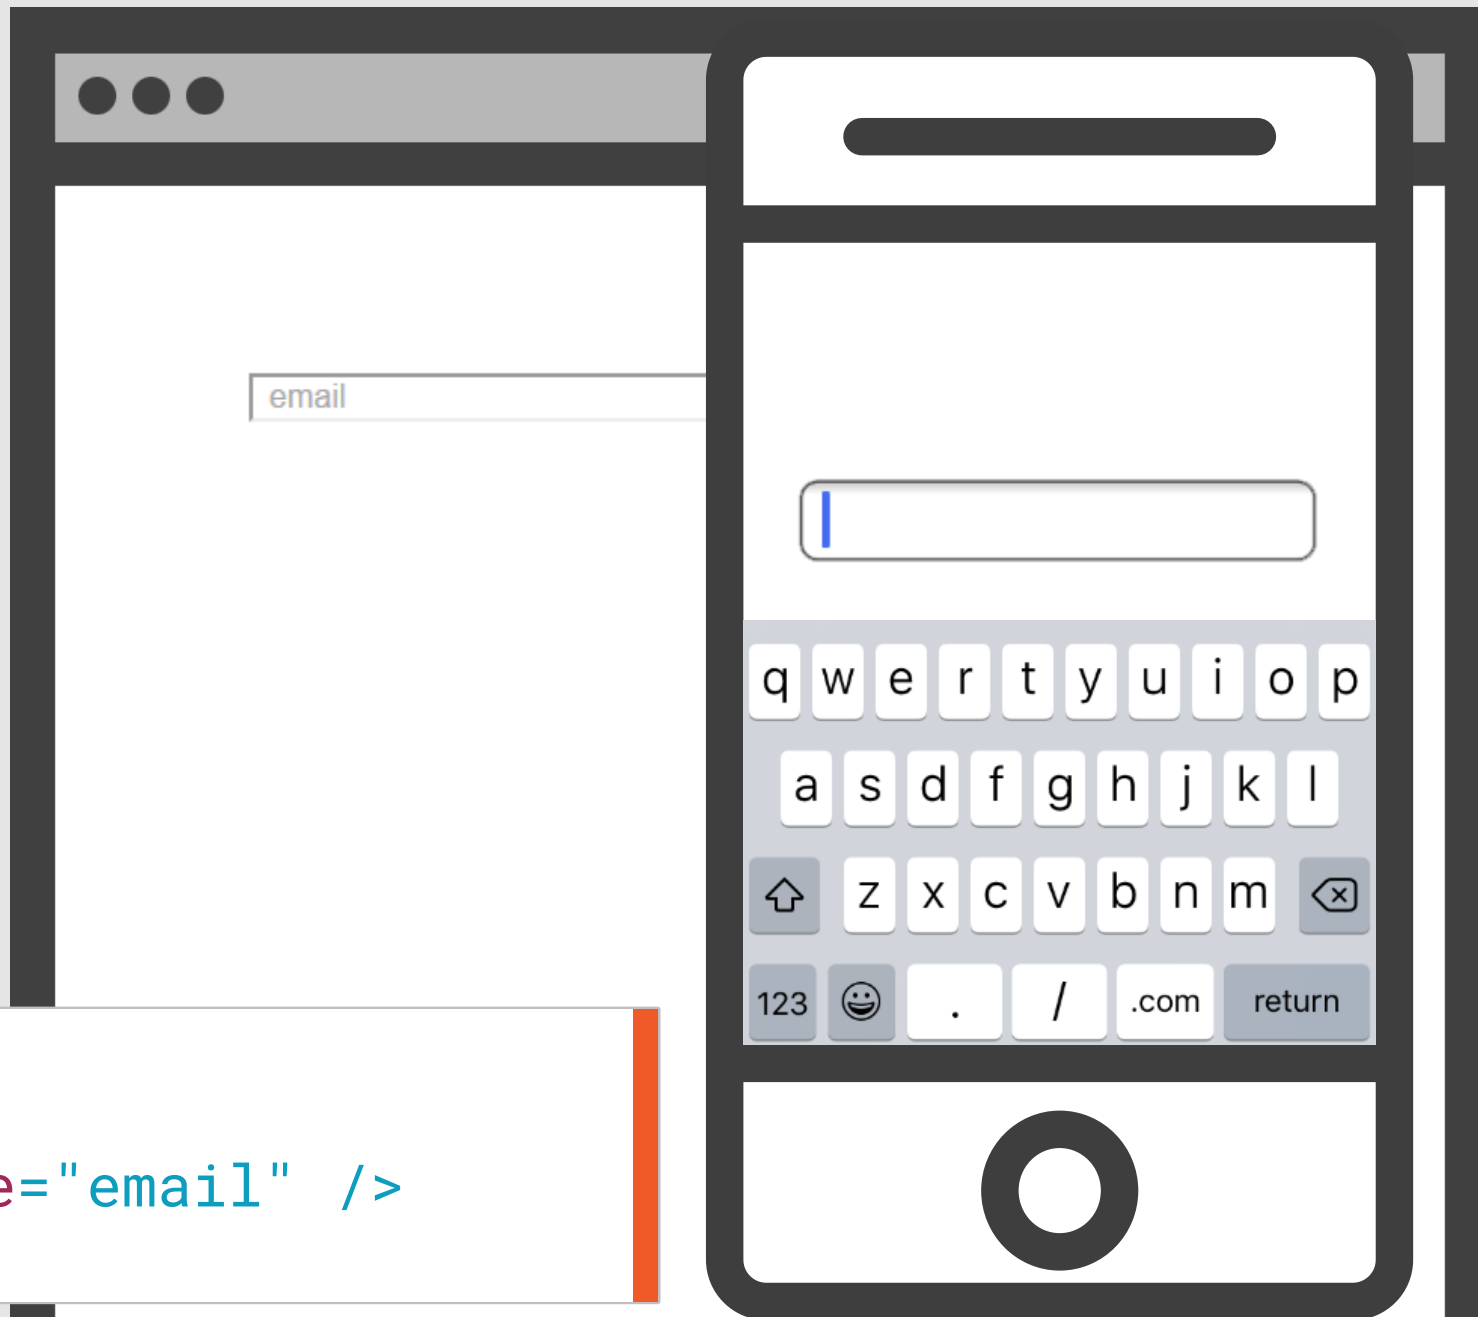 email
q w e r t y u i o p
a s d f g h j k l
z x c v b n m
123 . / .com return
e="email" />